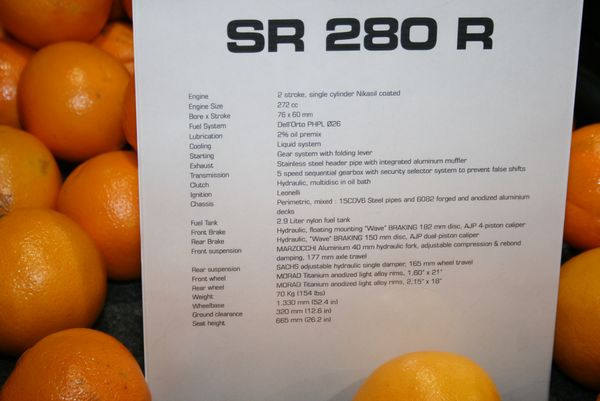 SR 280 R
Engine 2 stroke, single cylinder Nikasil coated
Engine Size 272 cc
Bore x Stroke 76 x 60 mm
Fuel System Dell'Orto PHPL Ø26
Lubrication 2% oil premix
Cooling Liquid system
Starting Gear system with folding lever
Exhaust Stainless steel header pipe with integrated aluminum muffler
Transmission 5 speed sequential gearbox with security selector system to prevent false shifts
Clutch Hydraulic, multidisc in oil bath
Ignition Leonelli
Chassis Perimetric, mixed : 15CDV6 Steel pipes and 6082 forged and anodized aluminium
decks
Fuel Tank 2.9 Liter nylon fuel tank
Front Brake Hydraulic, floating mounting "Wave" BRAKING 182 mm disc, AJP 4-piston caliper
Rear Brake Hydraulic, "Wave" BRAKING 150 mm disc, AJP dual-piston caliper
Front suspension MARZOCCHI Aluminium 40 mm hydraulic fork, adjustable compression & rebond
damping, 177 mm axle travel
Rear suspension SACHS adjustable hydraulic single damper, 165 mm wheel travel
Front wheel MORAD Titanium anodized light alloy rims, 1,60" x 21"
Rear wheel MORAD Titanium anodized light alloy rims, 2,15" x 18"
Weight 70 Kg (154 lbs)
Wheelbase 1.330 mm (52.4 in)
Ground clearance 320 mm (12.6 in)
Seat height 665 mm (26.2 in)